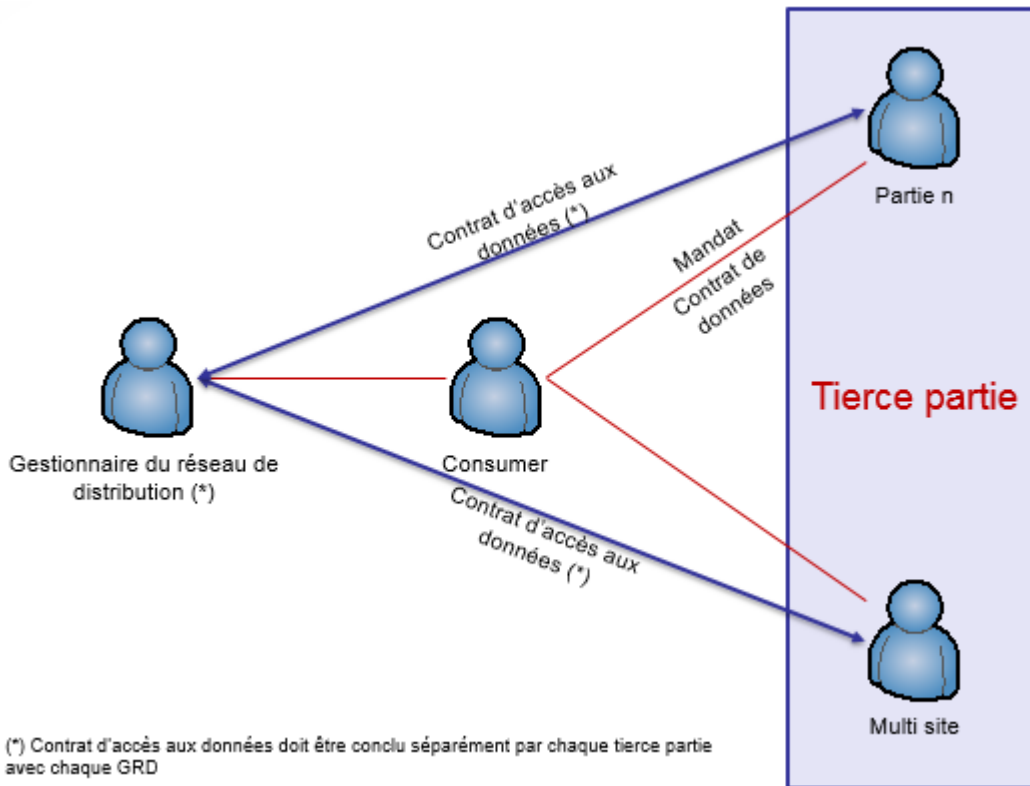 Partie n
Contrat d'accès aux
données (*)
Mandat
Contrat de
données
Tierce partie
Gestionnaire du réseau de
distribution (*)
Consumer
Contrat d'accès aux
données (*)
Multi site
(*) Contrat d'accès aux données doit être conclu séparément par chaque tierce partie
avec chaque GRD